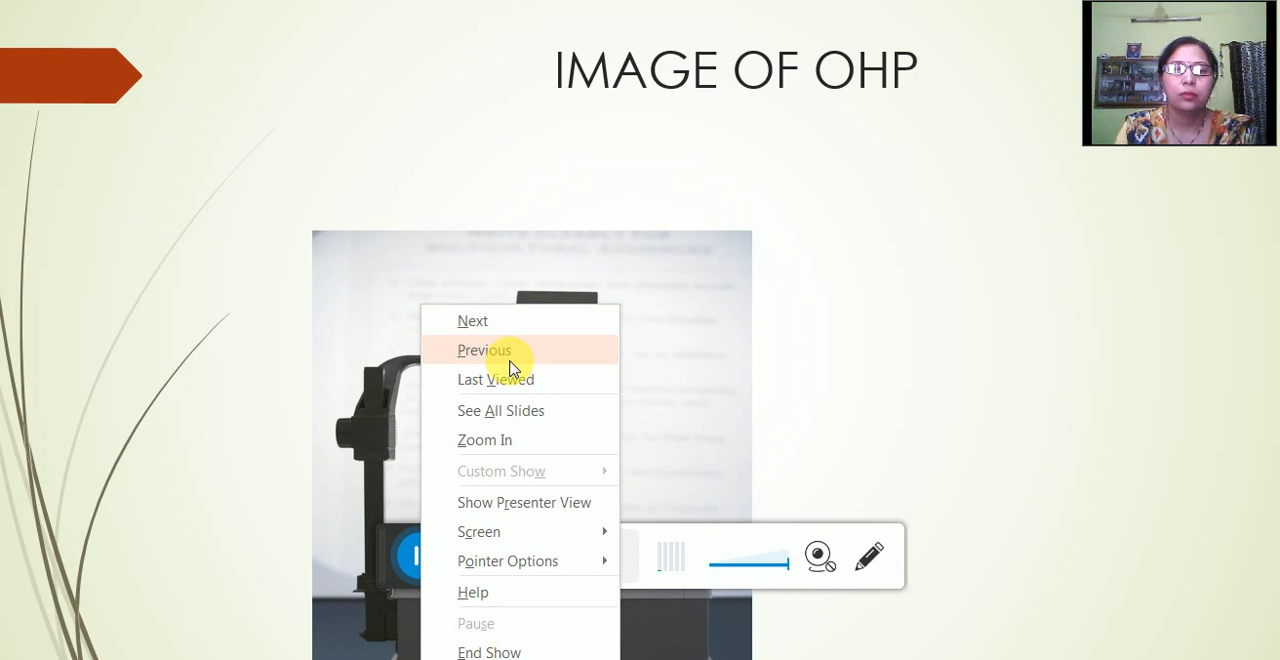 IMAGE OF OHP
Next
Previous
Last Viewed
See All Slides
Zoom In
Custom Show
Show Presenter View
Screen
Pointer Options
Help
Pause
End Show